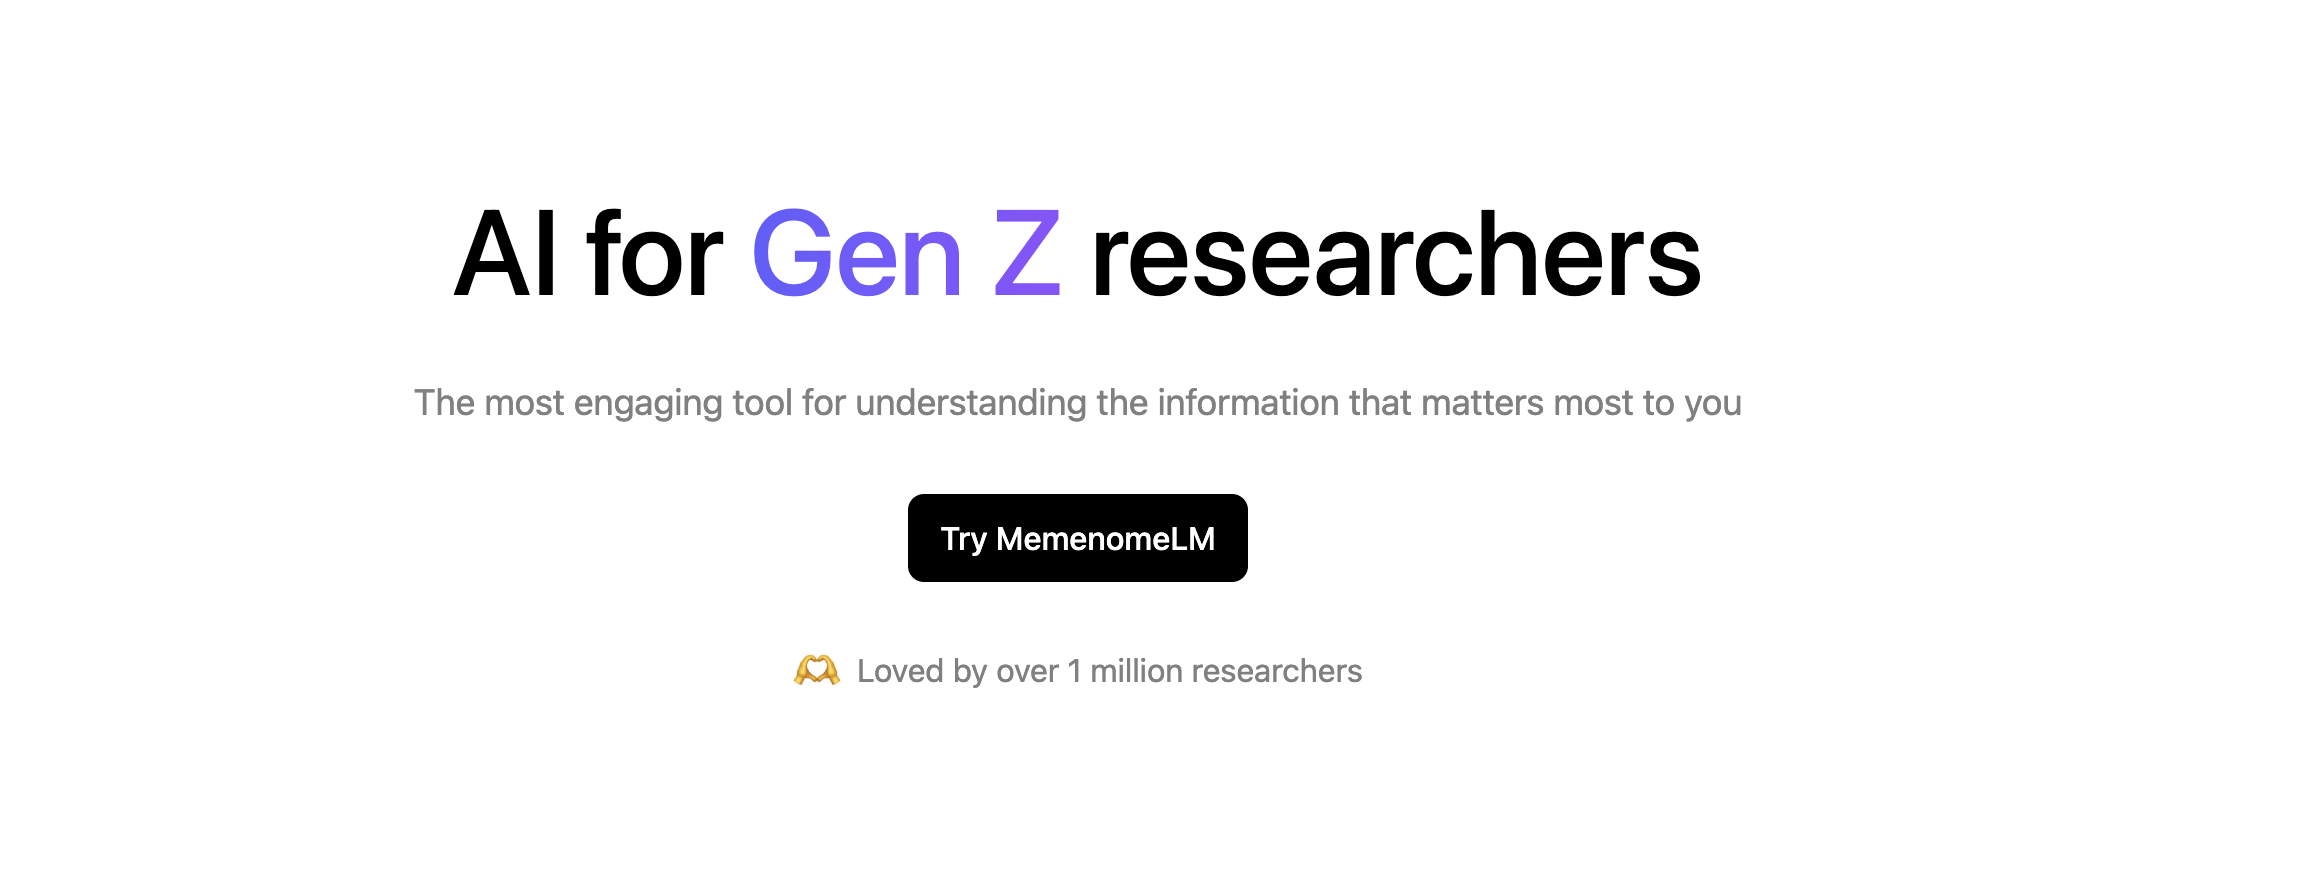 AI for Gen Z researchers
The most engaging tool for understanding the information that matters most to you
Try MemenomeLM
🫶 Loved by over 1 million researchers